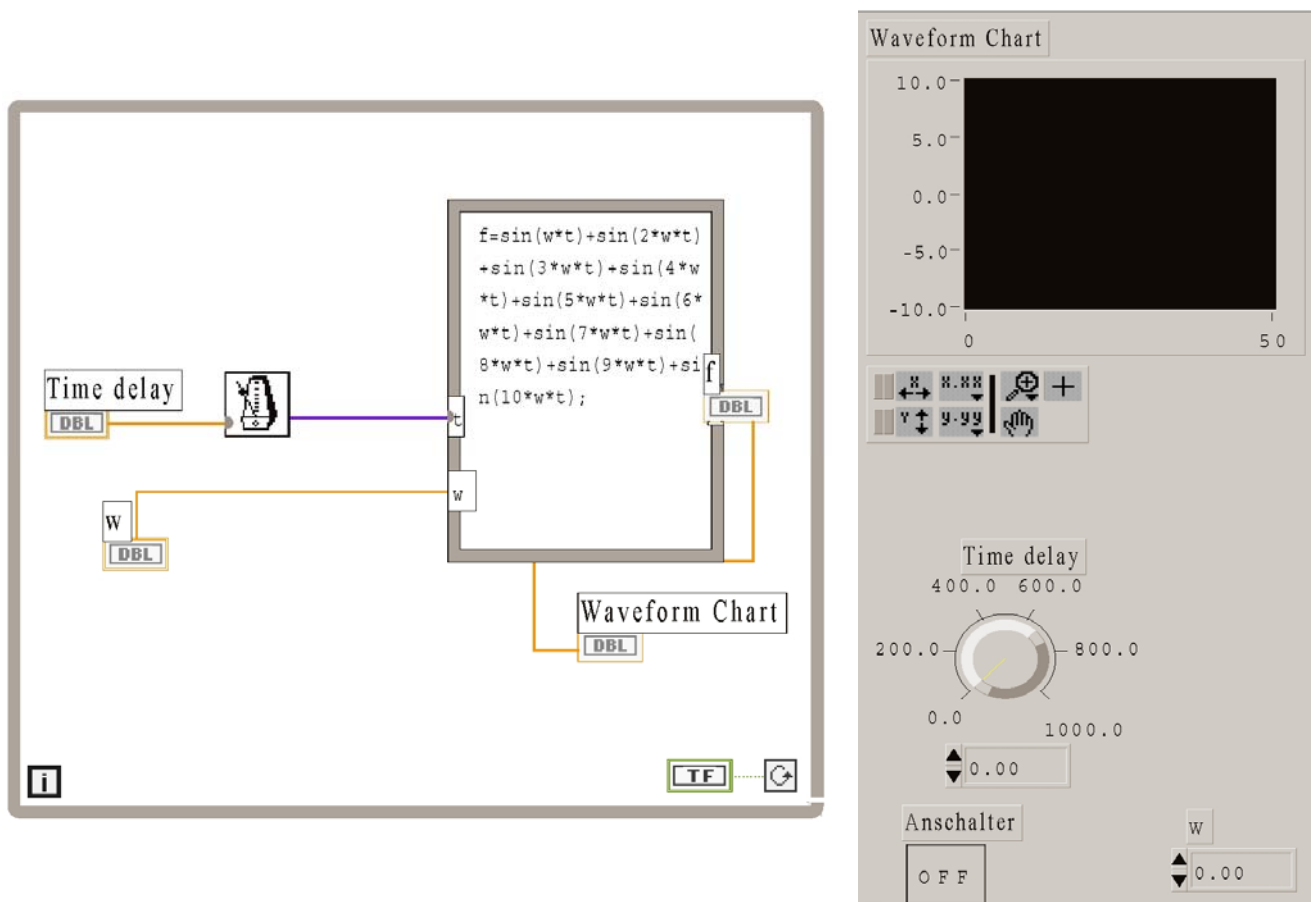 f=sin(w*t)+sin(2*w*t)
+sin(3*w*t)+sin(4*w
*t)+sin(5*w*t)+sin(6*
w*t)+sin(7*w*t)+sin(
8*w*t)+sin(9*w*t)+si
n(10*w*t);
f
DBL
Time delay
DBL
t
w
w
DBL
Waveform Chart
DBL
i
TF
Waveform Chart
10.0
5.0
0.0
-5.0
-10.0
0
50
X
X.XX
Y
y.yy
Time delay
400.0 600.0
200.0 800.0
0.0
1000.0
0.00
Anschalter
OFF
w
0.00